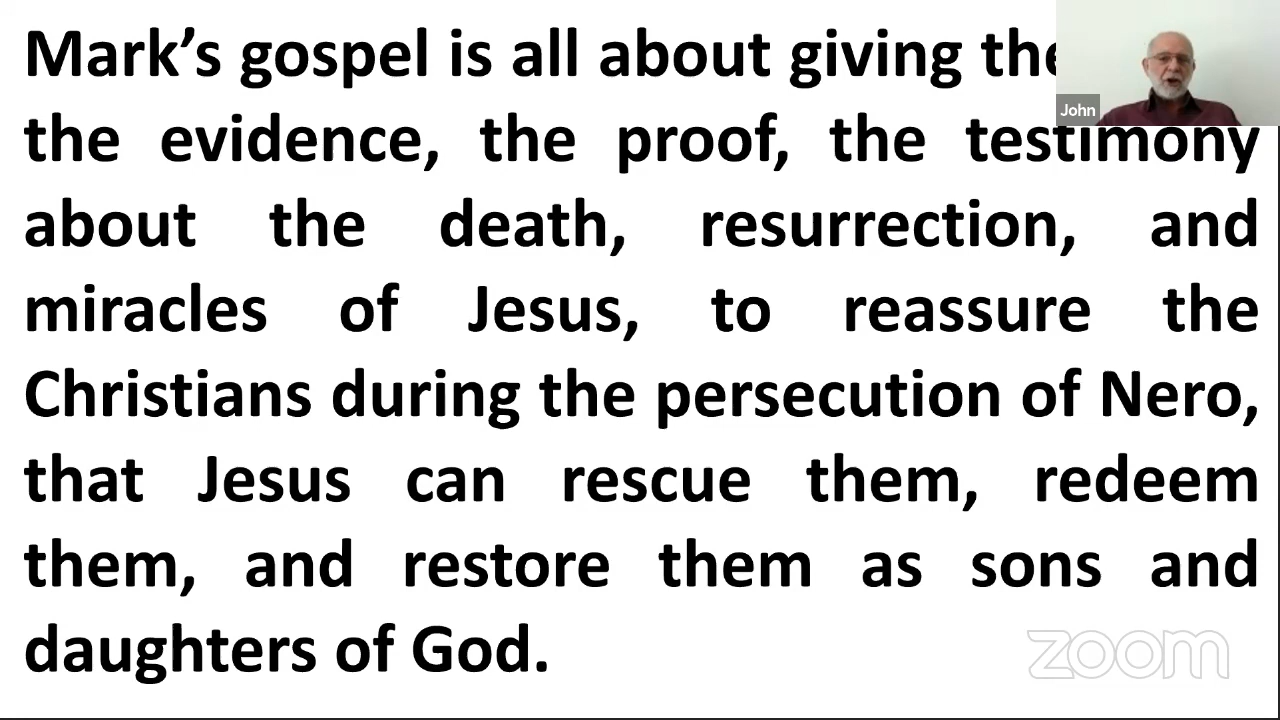 Mark’s gospel is all about giving the
John
the evidence, the proof, the testimony
about the death, resurrection, and
miracles of Jesus, to reassure the
Christians during the persecution of Nero,
that Jesus can rescue them, redeem
them, and restore them as sons and
daughters of God.
zoom